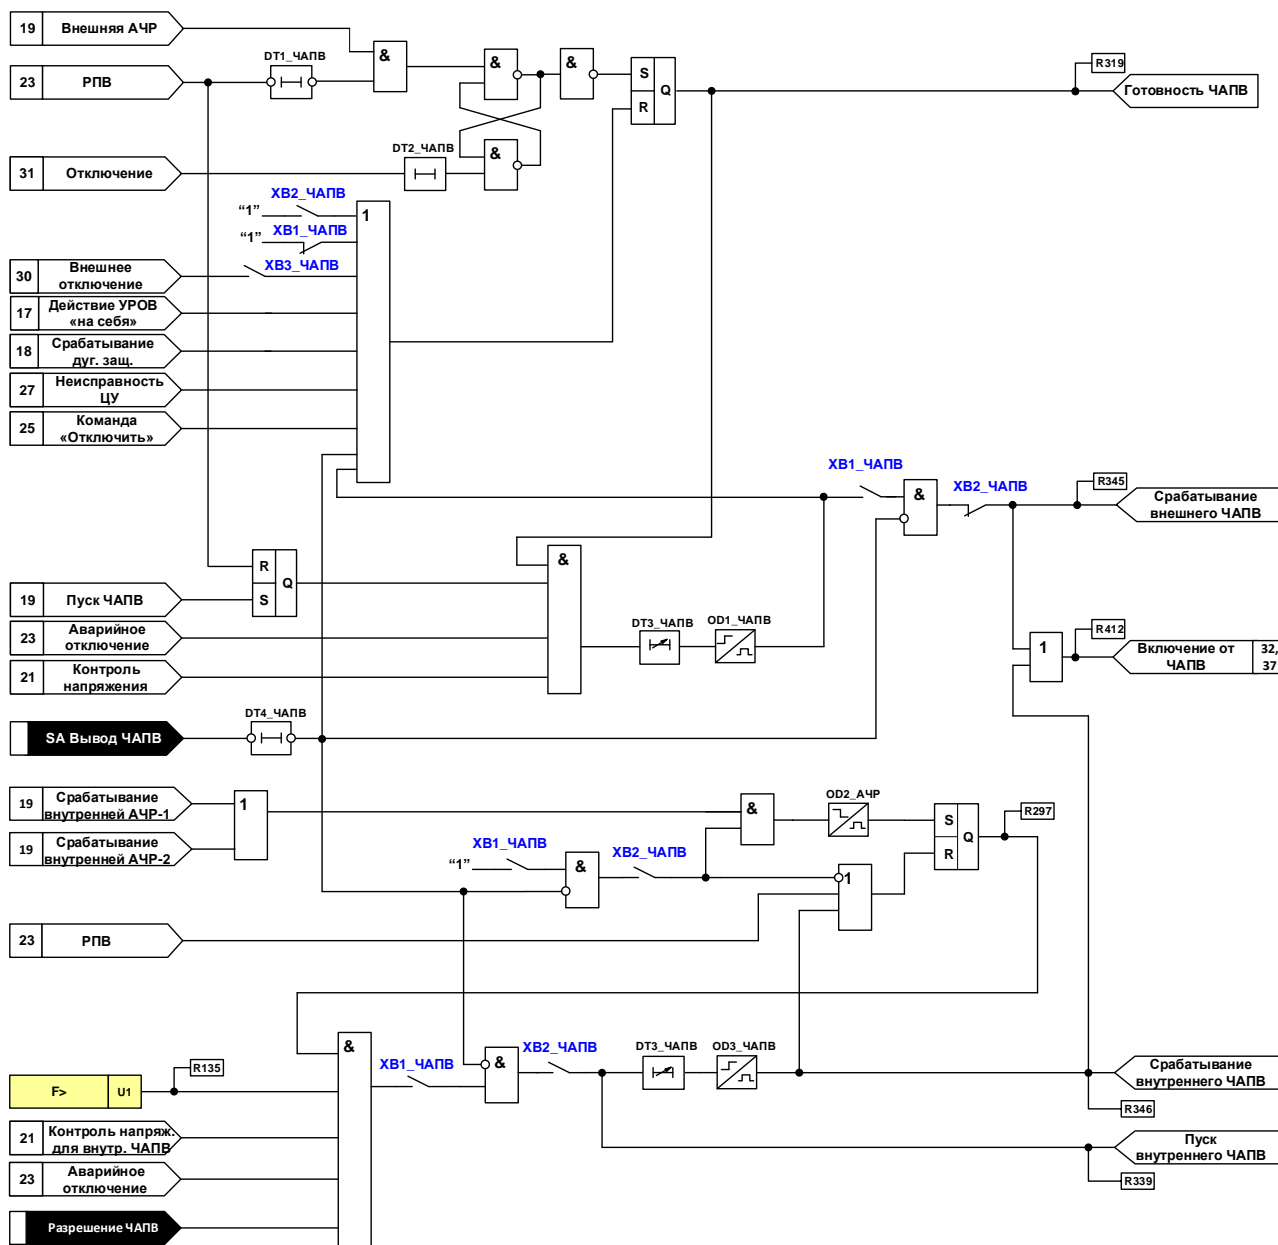 19 Внешняя АЧР
23 РПВ
DT1_ЧАПВ
&
&
&
S
R
Q
R319
Готовность ЧАПВ
31 Отключение
DT2_ЧАПВ
&
“1”
XB2_ЧАПВ
“1”
XB1_ЧАПВ
1
30 Внешнее
отключение
XB3_ЧАПВ
17 Действие УРОВ
«на себя»
18 Срабатывание
дуг. защ.
27 Неисправность
ЦУ
25 Команда
«Отключить»
XB1_ЧАПВ
&
XB2_ЧАПВ
R345
Срабатывание
внешнего ЧАПВ
R
S
Q
&
19 Пуск ЧАПВ
23 Аварийное
отключение
21 Контроль
напряжения
DT3_ЧАПВ
OD1_ЧАПВ
1
R412
Включение от
ЧАПВ
32,
37
SA Вывод ЧАПВ
DT4_ЧАПВ
19 Срабатывание
внутренней АЧР-1
19 Срабатывание
внутренней АЧР-2
1
&
OD2_АЧР
S
R
Q
R297
“1”
XB1_ЧАПВ
&
XB2_ЧАПВ
1
23 РПВ
&
XB1_ЧАПВ
&
XB2_ЧАПВ
DT3_ЧАПВ
OD3_ЧАПВ
R135
F> U1
Срабатывание
внутреннего ЧАПВ
R346
21 Контроль напряж.
для внутр. ЧАПВ
Пуск
внутреннего ЧАПВ
R339
23 Аварийное
отключение
Разрешение ЧАПВ